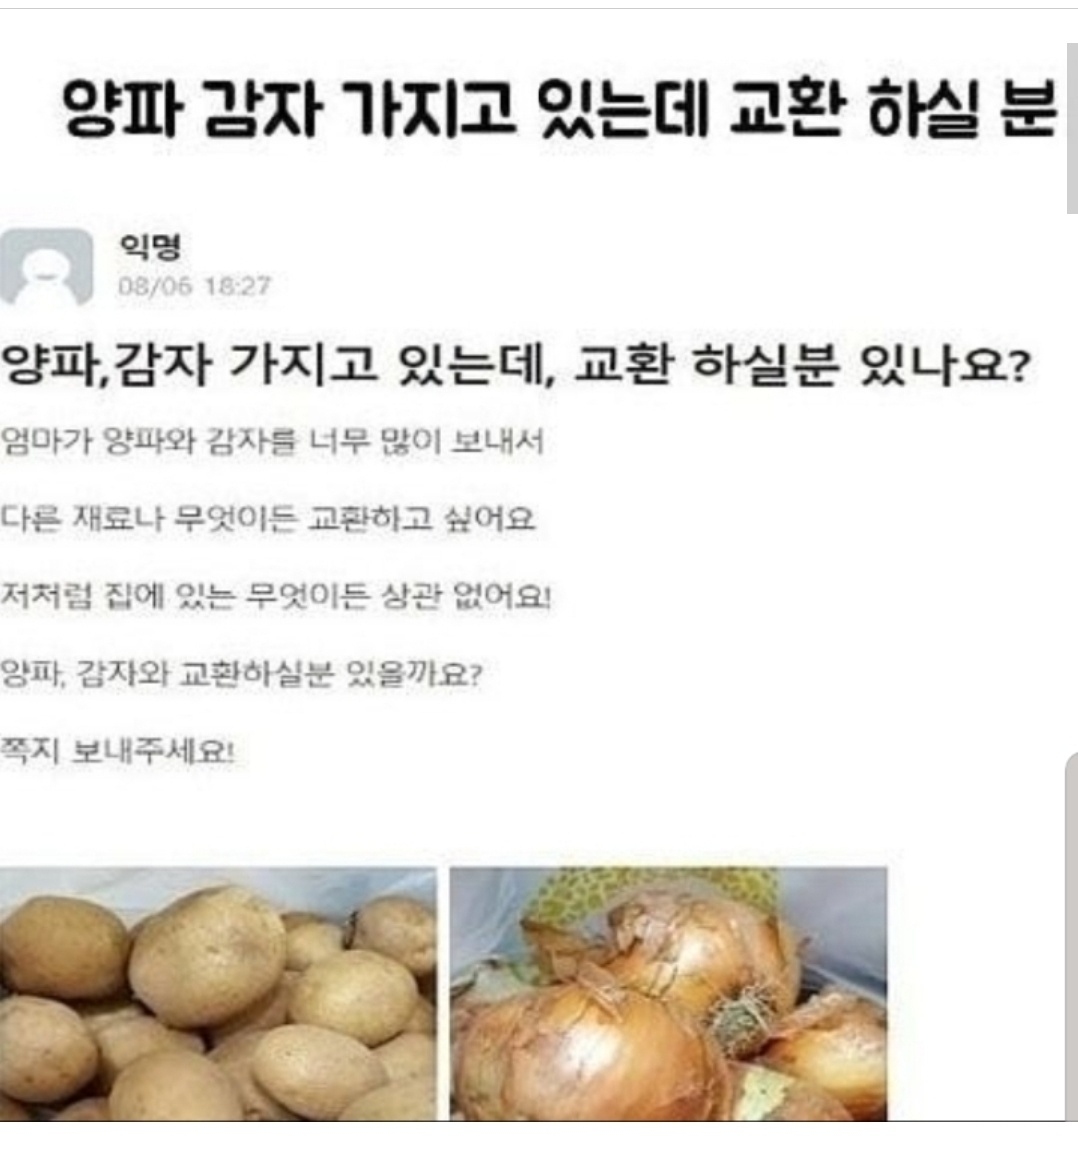 양파 감자 가지고 있는데 교환 하실 분
익명
08/06 18:27
양파,감자 가지고 있는데, 교환 하실분 있나요?
엄마가 양파와 감자를 너무 많이 보내서
다른 재료나 무엇이든 교환하고 싶어요
저처럼 집에 있는 무엇이든 상관 없어요!
양파, 감자와 교환하실분 있을까요?
쪽지 보내주세요!